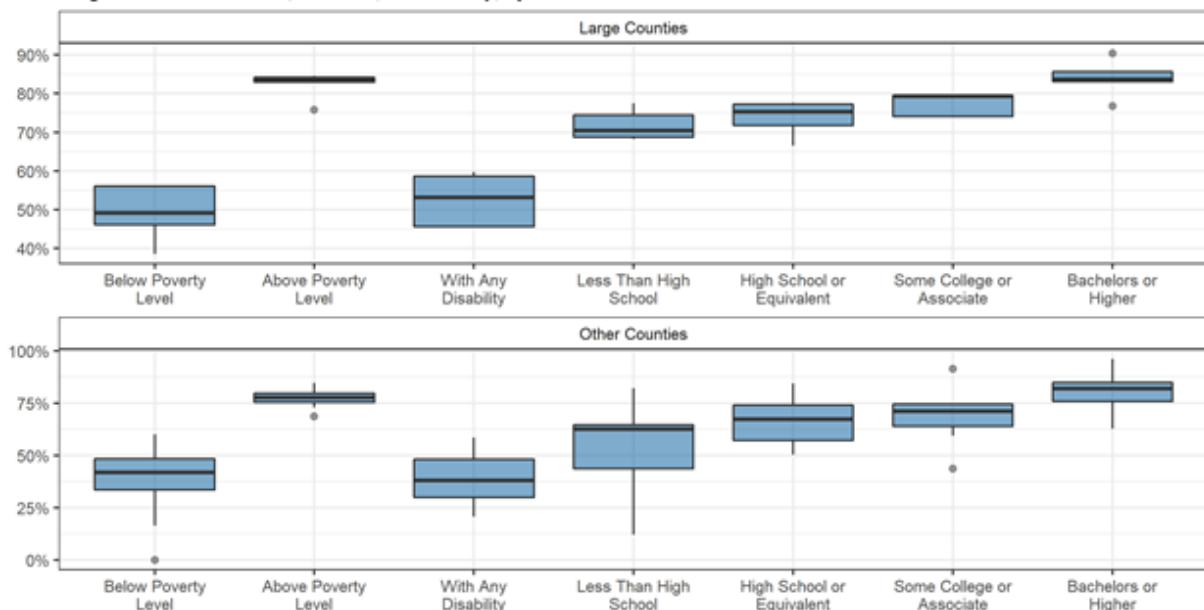 Large Counties
90%
80%
70%
60%
50%
40%
Below Poverty Above Poverty With Any Less Than High High School or Some College or Bachelors or
Level Level Disability School Equivalent Associate Higher
Other Counties
100%
75%
50%
25%
0%
Below Poverty Above Poverty With Any Less Than High High School or Some College or Bachelors or
Level Level Disability School Equivalent Associate Higher